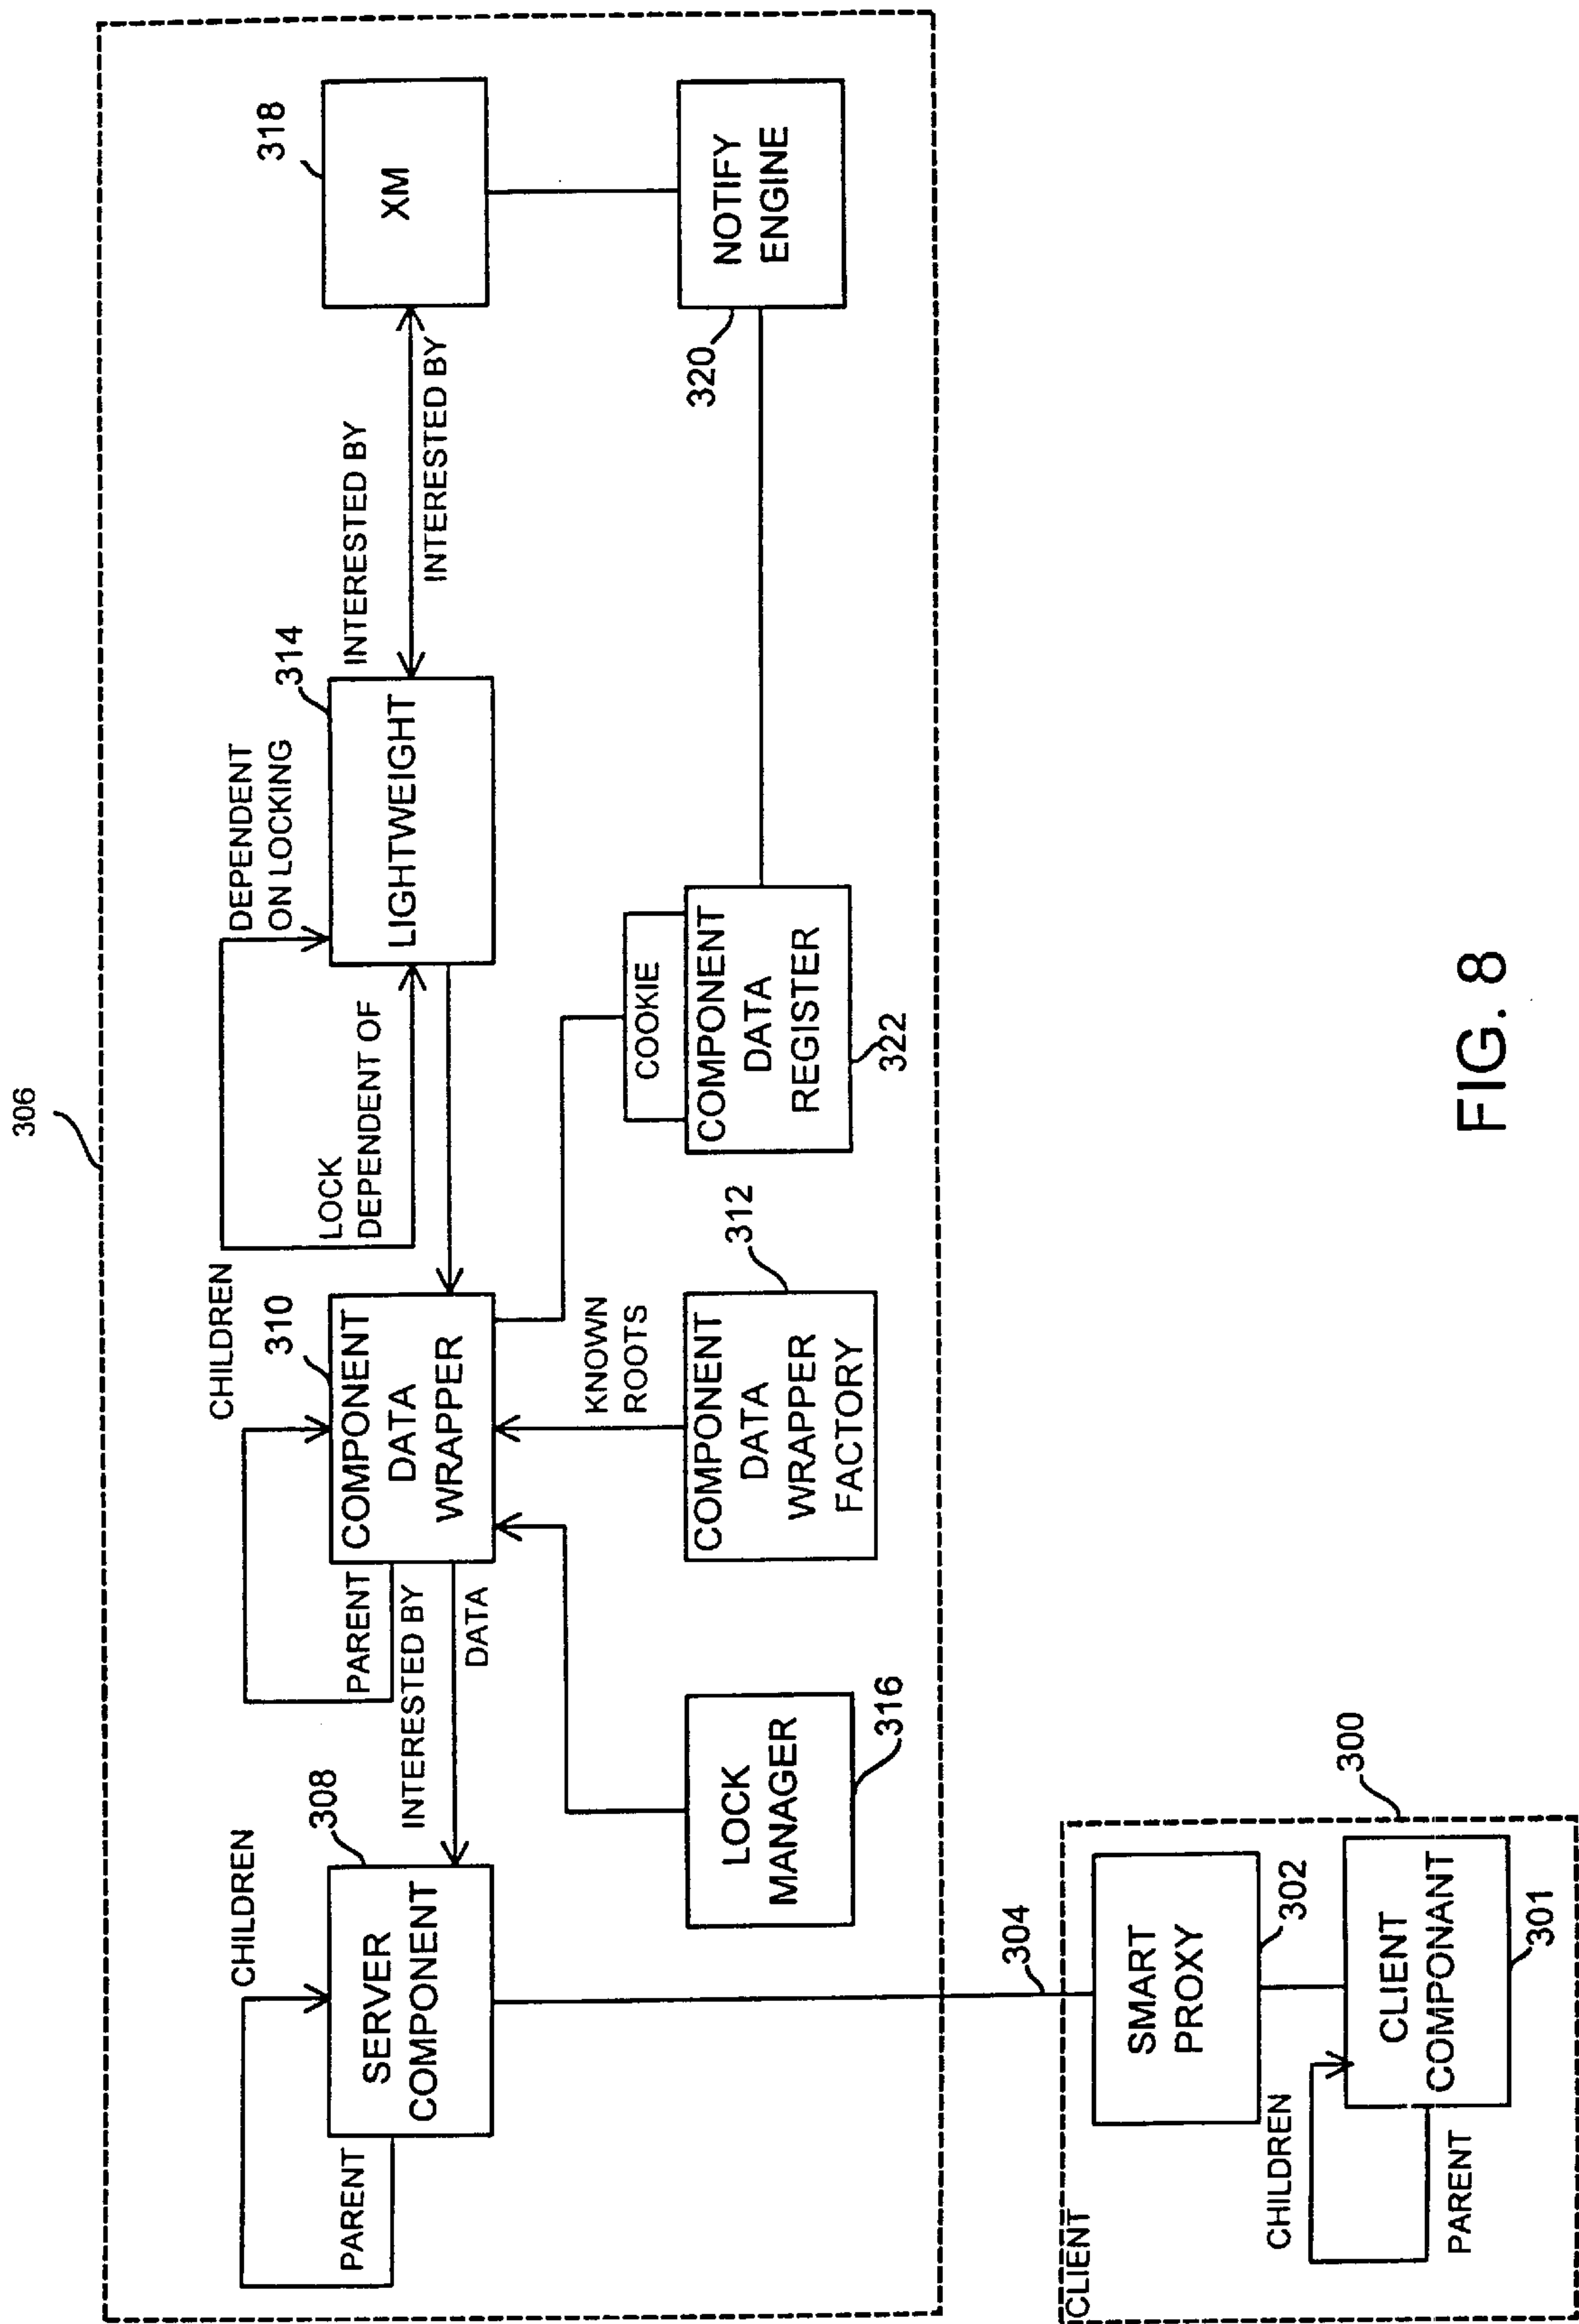 306
CHILDREN
PARENT
308
SERVER
COMPONENT
INTERESTED BY
DATA
CHILDREN
PARENT
310
COMPONENT
DATA
WRAPPER
LOCK
DEPENDENT OF
DEPENDENT
ON LOCKING
314
LIGHTWEIGHT
INTERESTED BY
INTERESTED BY
318
XM
LOCK
MANAGER
316
KNOWN
ROOTS
312
COMPONENT
DATA
WRAPPER
FACTORY
COOKIE
COMPONENT
DATA
REGISTER
322
320
NOTIFY
ENGINE
304
CLIENT
300
SMART
PROXY
302
CHILDREN
PARENT
CLIENT
COMPONANT
301
FIG. 8